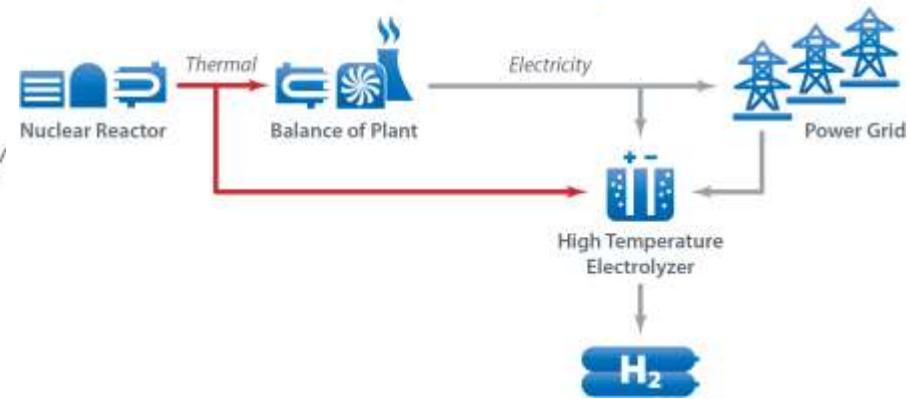 Thermal
Electricity
Nuclear Reactor
Balance of Plant
Power Grid
+ -
High Temperature
Electrolyzer
H₂